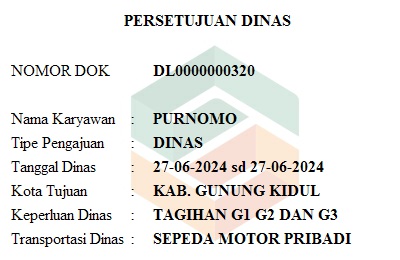 PERSETUJUAN DINAS
NOMOR DOK DL0000000320
Nama Karyawan : PURNOMO
Tipe Pengajuan : DINAS
Tanggal Dinas : 27-06-2024 sd 27-06-2024
Kota Tujuan : KAB. GUNUNG KIDUL
Keperluan Dinas : TAGIHAN G1 G2 DAN G3
Transportasi Dinas : SEPEDA MOTOR PRIBADI